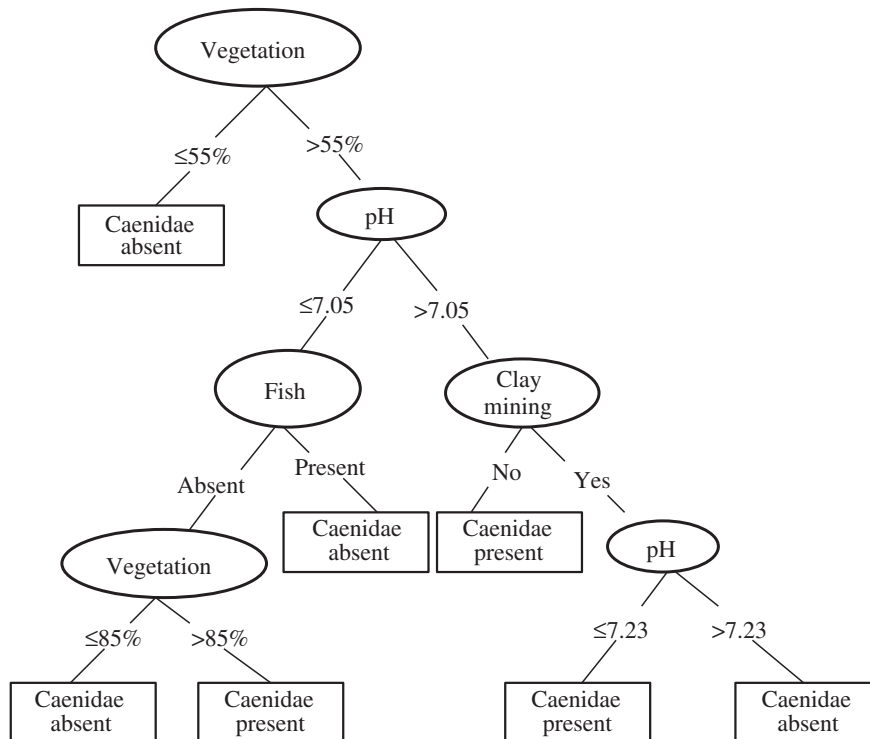 Vegetation
≤55%
>55%
Caenidae
absent
pH
≤7.05
>7.05
Fish
Clay
mining
Absent
Present
No
Yes
Vegetation
Caenidae
absent
Caenidae
present
pH
≤85%
>85%
≤7.23
>7.23
Caenidae
absent
Caenidae
present
Caenidae
present
Caenidae
absent